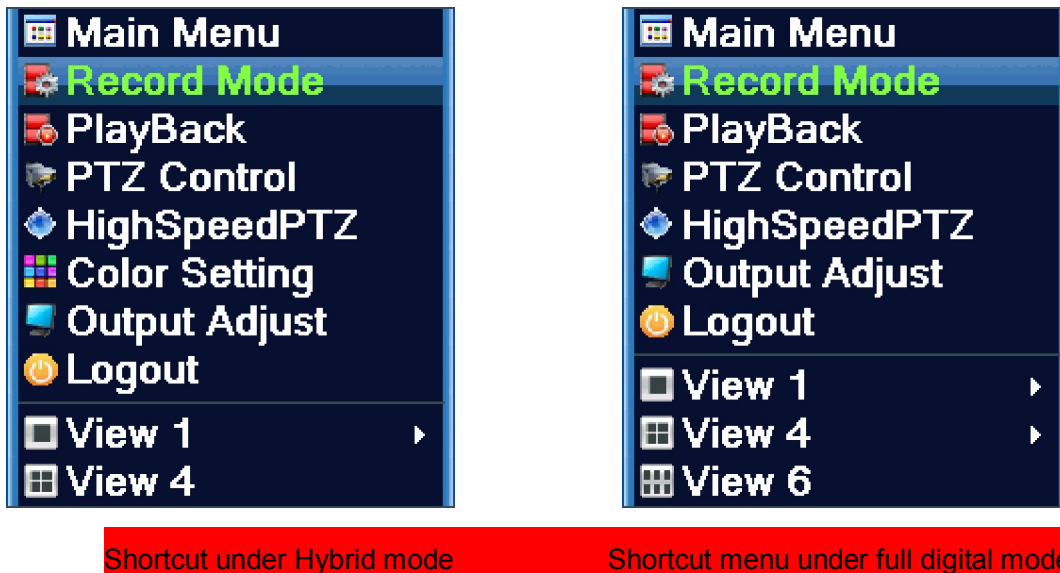 Main Menu
Record Mode
PlayBack
PTZ Control
HighSpeedPTZ
Color Setting
Output Adjust
Logout
View 1
View 4
Main Menu
Record Mode
PlayBack
PTZ Control
HighSpeedPTZ
Output Adjust
Logout
View 1
View 4
View 6
Shortcut under Hybrid mode
Shortcut menu under full digital mode